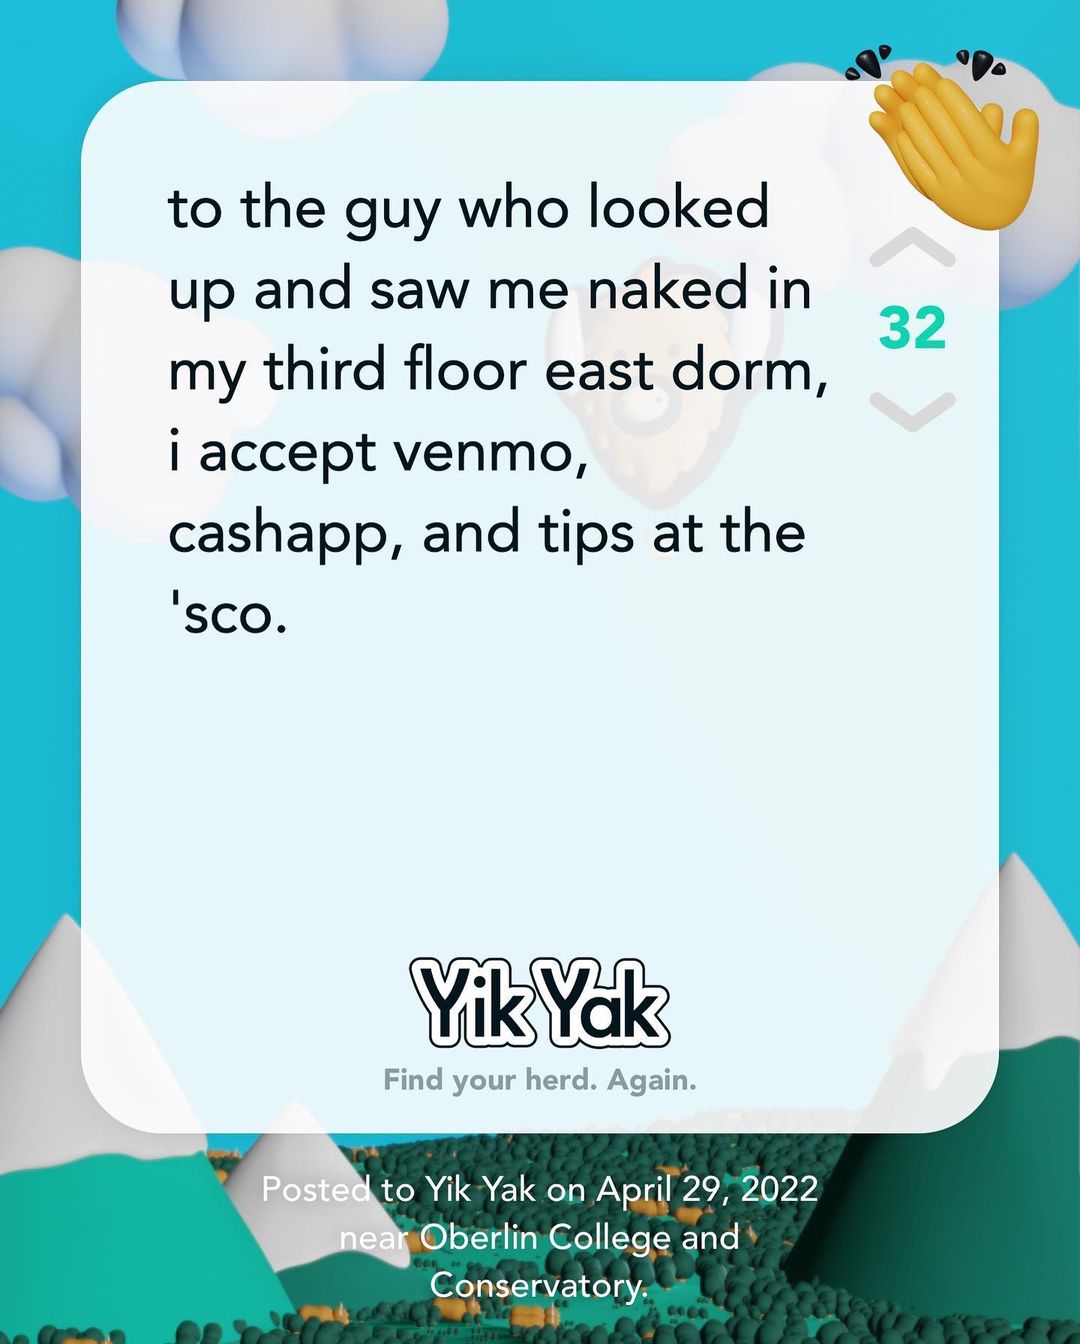 to the guy who looked
up and saw me naked in
my third floor east dorm,
i accept venmo,
cashapp, and tips at the
'sco.
32
Yik Yak
Find your herd. Again.
Posted to Yik Yak on April 29, 2022
near Oberlin College and
Conservatory.